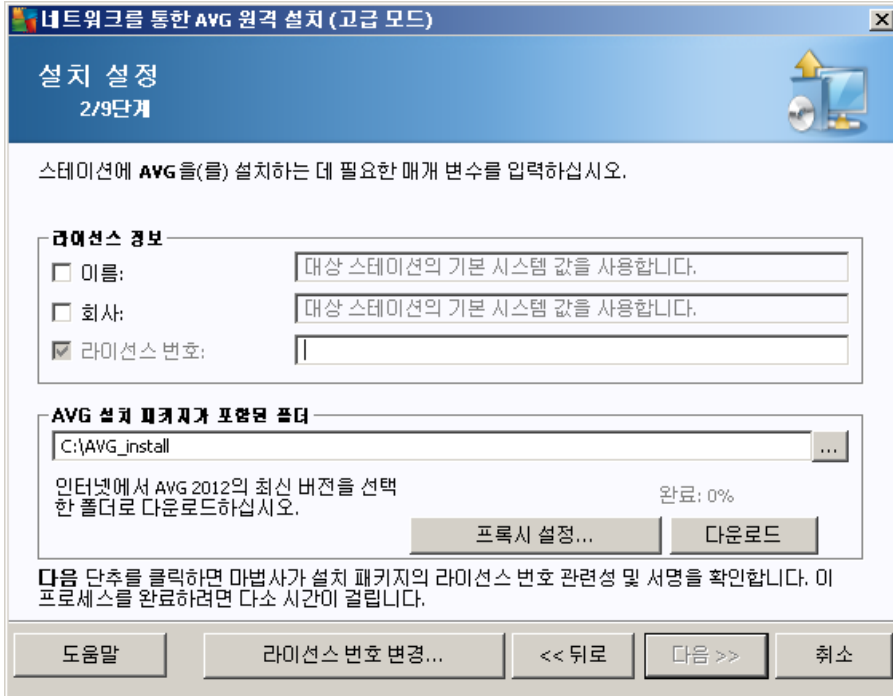 네트워크를 통한 AVG 원격 설치 (고급 모드)
설치 설정
2/9단계
스테이션에 AVG을(를) 설치하는 데 필요한 매개 변수를 입력하십시오.
라이선스 정보
이름:
대상 스테이션의 기본 시스템 값을 사용합니다.
회사:
대상 스테이션의 기본 시스템 값을 사용합니다.
라이선스 번호:
AVG 설치 패키지가 포함된 폴더
C:\AVG_install
...
인터넷에서 AVG 2012의 최신 버전을 선택
한 폴더로 다운로드하십시오.
완료: 0%
프록시 설정...
다운로드
다음 단추를 클릭하면 마법사가 설치 패키지의 라이선스 번호 관련성 및 서명을 확인합니다. 이
프로세스를 완료하려면 다소 시간이 걸립니다.
도움말
라이선스 번호 변경...
<< 뒤로
다음 >>
취소